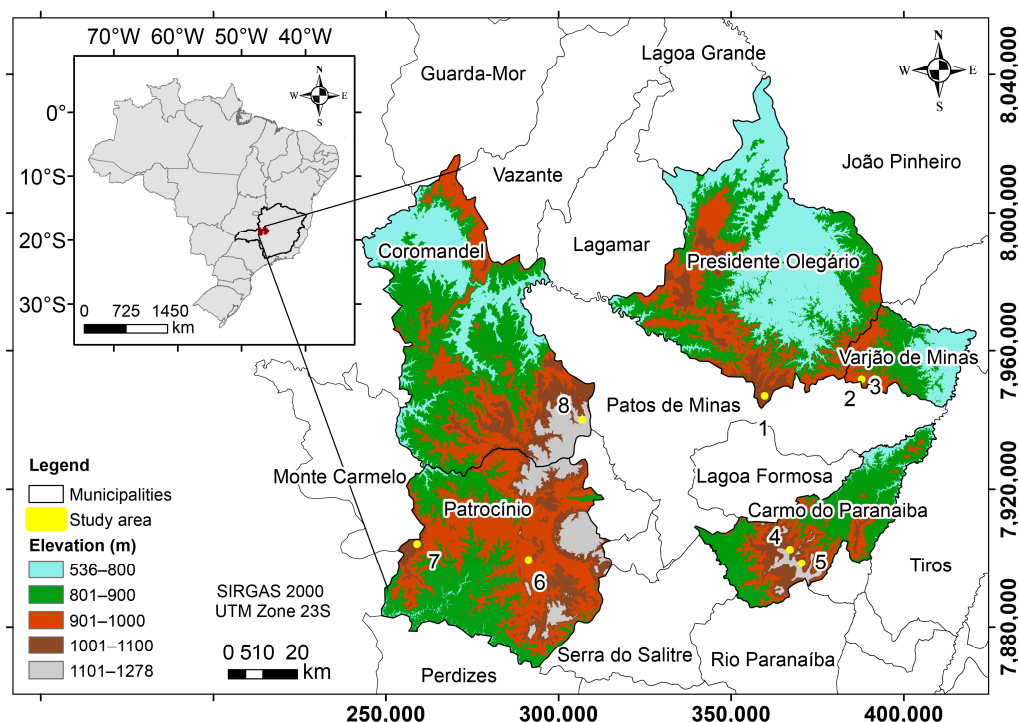 70°W 60°W 50°W 40°W
N
W E
S
0°
10°S
20°S
30°S
0 725 1450
km
N
W E
S
Lagoa Grande
Guarda-Mor
João Pinheiro
Vazante
Lagamar
Coromandel
Presidente Olegário
Varjão de Minas
3
2
8
Patos de Minas
1
Monte Carmelo
Lagoa Formosa
Patrocínio
Carmo do Paranaiba
4
5
7
6
Tiros
Serra do Salitre
Rio Paranaíba
Perdizes
8,040,000
8,000,000
7,960,000
7,920,000
7,880,000
Legend
Municipalities
Study area
Elevation (m)
536–800
801–900
901–1000
1001–1100
1101–1278
SIRGAS 2000
UTM Zone 23S
0 510 20
km
250.000 300.000 350.000 400.000